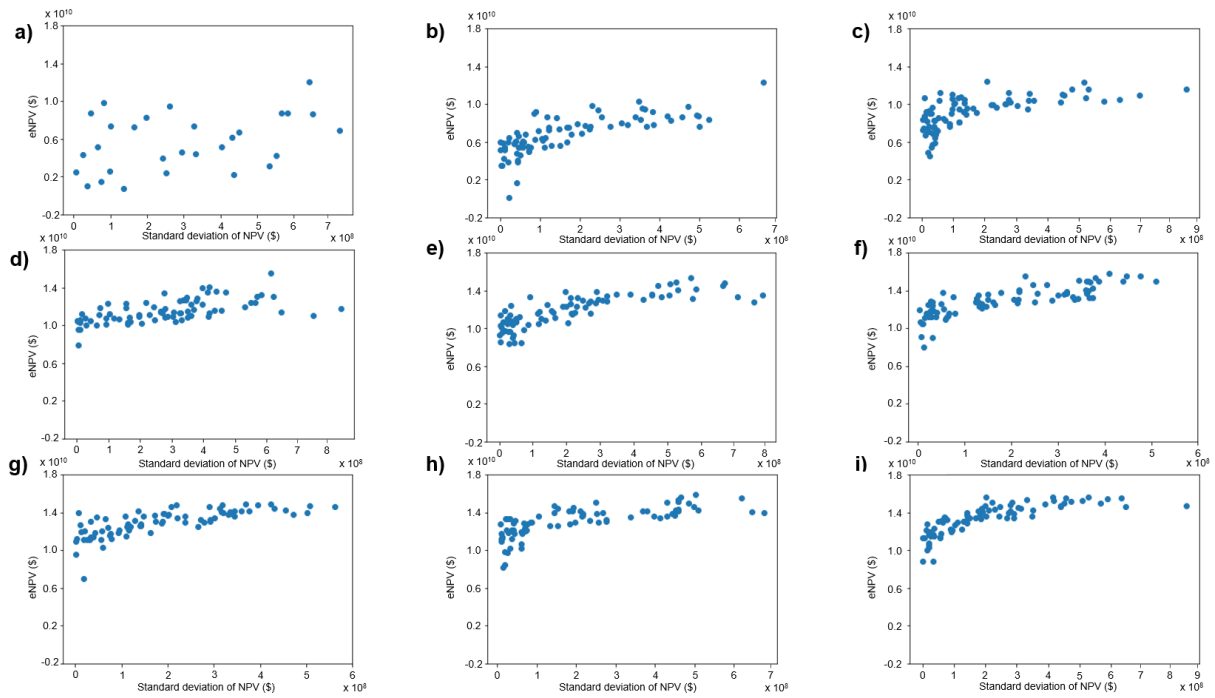 a)
x 10^10
1.8
1.4
1.0
0.6
0.2
-0.2
eNPV ($)
0 1 2 3 4 5 6 7
Standard deviation of NPV ($)
x 10^8
b)
x 10^10
1.8
1.4
1.0
0.6
0.2
-0.2
eNPV ($)
0 1 2 3 4 5 6 7
Standard deviation of NPV ($)
x 10^8
c)
x 10^10
1.8
1.4
1.0
0.6
0.2
-0.2
eNPV ($)
0 1 2 3 4 5 6 7 8 9
Standard deviation of NPV ($)
x 10^8
d)
x 10^10
1.8
1.4
1.0
0.6
0.2
-0.2
eNPV ($)
0 1 2 3 4 5 6 7 8
Standard deviation of NPV ($)
x 10^8
e)
x 10^10
1.8
1.4
1.0
0.6
0.2
-0.2
eNPV ($)
0 1 2 3 4 5 6 7 8
Standard deviation of NPV ($)
x 10^8
f)
x 10^10
1.8
1.4
1.0
0.6
0.2
-0.2
eNPV ($)
0 1 2 3 4 5 6
Standard deviation of NPV ($)
x 10^8
g)
x 10^10
1.8
1.4
1.0
0.6
0.2
-0.2
eNPV ($)
0 1 2 3 4 5 6
Standard deviation of NPV ($)
x 10^8
h)
x 10^10
1.8
1.4
1.0
0.6
0.2
-0.2
eNPV ($)
0 1 2 3 4 5 6 7
Standard deviation of NPV ($)
x 10^8
i)
x 10^10
1.8
1.4
1.0
0.6
0.2
-0.2
eNPV ($)
0 1 2 3 4 5 6 7 8 9
Standard deviation of NPV ($)
x 10^8